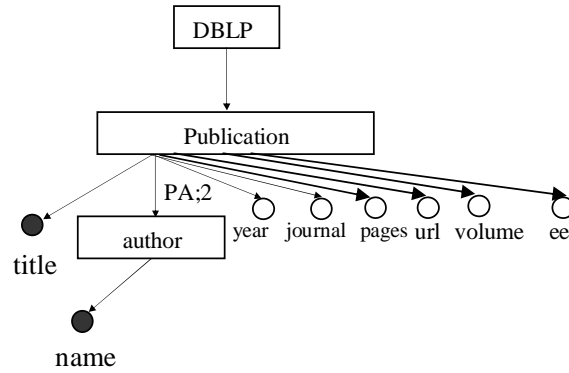 DBLP
Publication
PA;2
author
year journal pages url volume ee
title
name